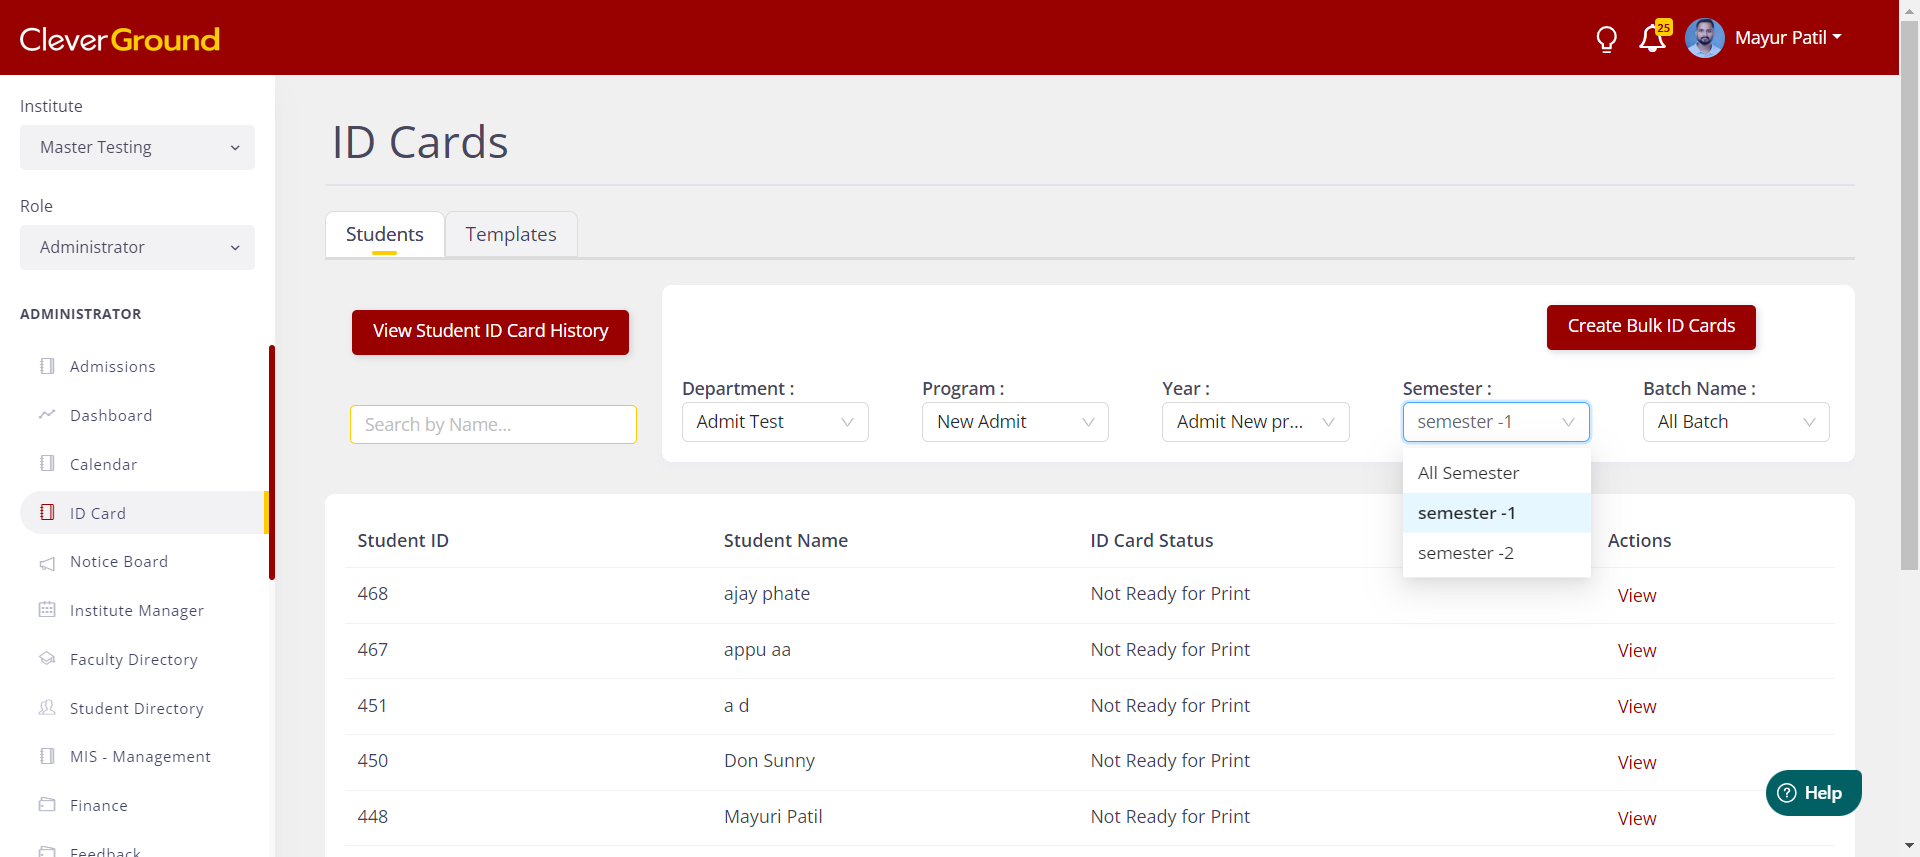 CleverGround
25
Mayur Patil
Institute
Master Testing
Role
Administrator
ADMINISTRATOR
Admissions
Dashboard
Calendar
ID Card
Notice Board
Institute Manager
Faculty Directory
Student Directory
MIS - Management
Finance
Feedback
ID Cards
Students
Templates
View Student ID Card History
Search by Name...
Create Bulk ID Cards
Department :
Program :
Year :
Semester :
Batch Name :
Admit Test
New Admit
Admit New pr...
semester -1
All Batch
All Semester
semester -1
semester -2
Student ID
Student Name
ID Card Status
Actions
468
ajay phate
Not Ready for Print
View
467
appu aa
Not Ready for Print
View
451
a d
Not Ready for Print
View
450
Don Sunny
Not Ready for Print
View
448
Mayuri Patil
Not Ready for Print
View
? Help